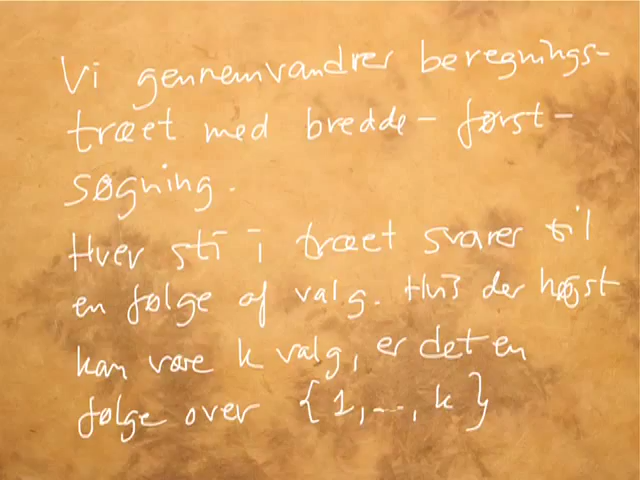 Vi gennemvandrer beregnings-
træet med bredde-først-
søgning.
Hver sti i træet svarer til
en følge af valg. Hvis der højst
kan være k valg, er det en
følge over {1,...,k}